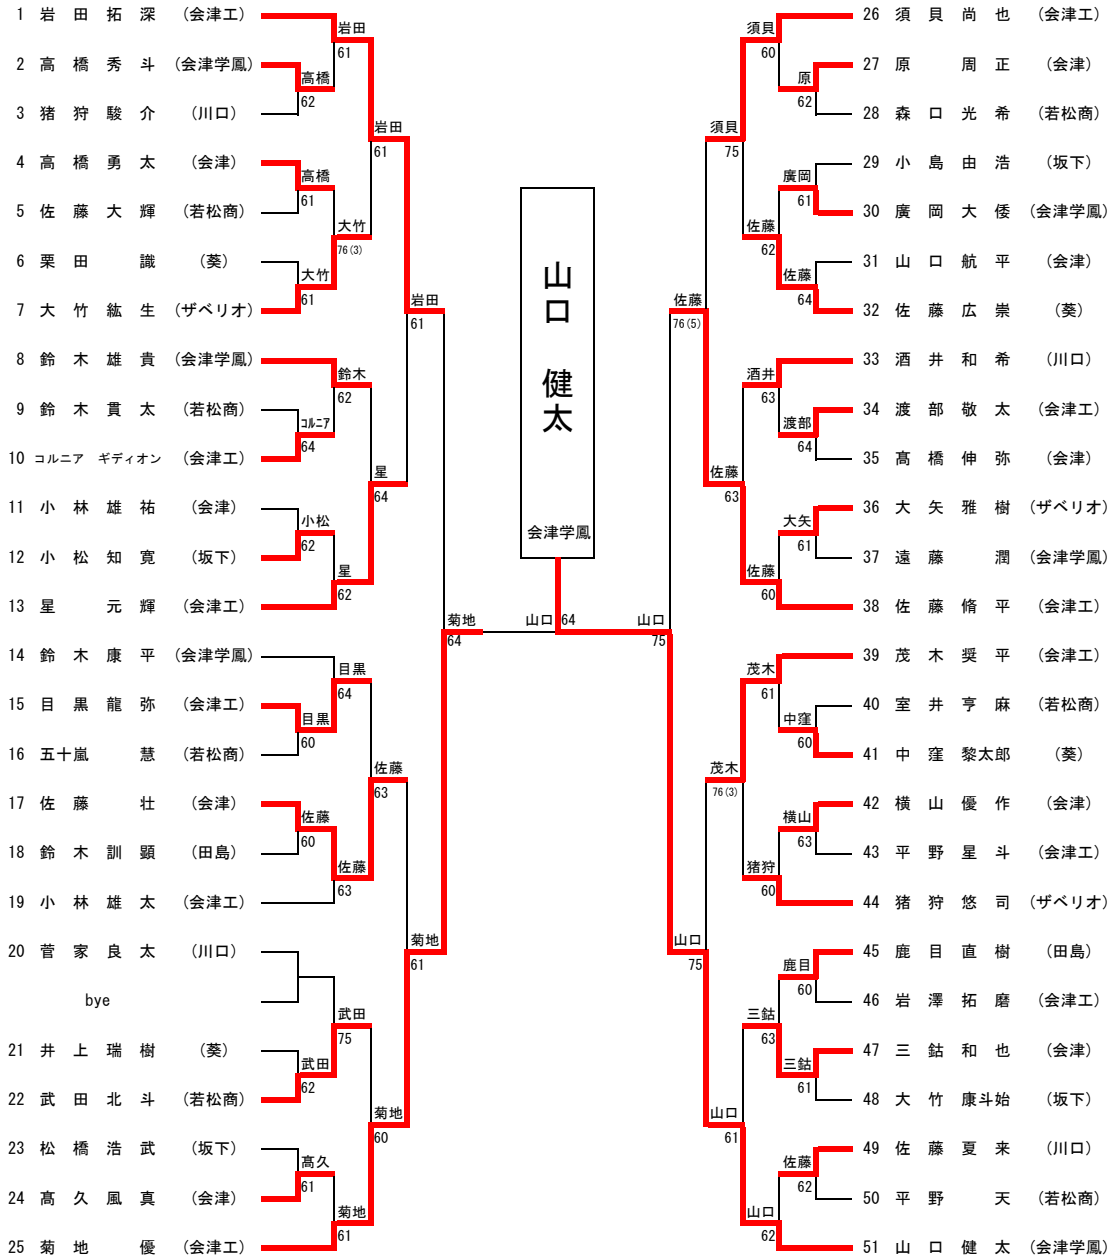 1 岩田拓深 (会津工)
2 高橋秀斗 (会津学鳳)
3 猪狩駿介 (川口)
4 高橋勇太 (会津)
5 佐藤大輝 (若松商)
6 栗田識 (葵)
7 大竹紘生 (ザベリオ)
8 鈴木雄貴 (会津学鳳)
9 鈴木貫太 (若松商)
10 コルニア ギディオン (会津工)
11 小林雄祐 (会津)
12 小松知寛 (坂下)
13 星元輝 (会津工)
14 鈴木康平 (会津学鳳)
15 目黒龍弥 (会津工)
16 五十嵐慧 (若松商)
17 佐藤壮 (会津)
18 鈴木訓顕 (田島)
19 小林雄太 (会津工)
20 菅家良太 (川口)
bye
21 井上瑞樹 (葵)
22 武田北斗 (若松商)
23 松橋浩武 (坂下)
24 髙久風真 (会津)
25 菊地優 (会津工)
高橋
62
高橋
61
大竹
61
コルニア
64
小松
62
目黒
60
佐藤
60
武田
62
髙久
61
岩田
61
大竹
76(3)
鈴木
62
星
62
目黒
64
佐藤
63
武田
75
菊地
61
岩田
61
星
64
佐藤
63
菊地
60
岩田
61
菊地
61
菊地
64
山口 健太
会津学鳳
山口 64
山口
75
佐藤
76(5)
山口
75
須貝
75
佐藤
63
茂木
76(3)
山口
61
須貝
60
佐藤
62
酒井
63
佐藤
60
茂木
61
猪狩
60
三鈷
63
山口
62
原
62
廣岡
61
佐藤
64
渡部
64
大矢
61
中窪
60
横山
63
鹿目
60
三鈷
61
佐藤
62
26 須貝尚也 (会津工)
27 原周正 (会津)
28 森口光希 (若松商)
29 小島由浩 (坂下)
30 廣岡大倭 (会津学鳳)
31 山口航平 (会津)
32 佐藤広崇 (葵)
33 酒井和希 (川口)
34 渡部敬太 (会津工)
35 髙橋伸弥 (会津)
36 大矢雅樹 (ザベリオ)
37 遠藤潤 (会津学鳳)
38 佐藤脩平 (会津工)
39 茂木奨平 (会津工)
40 室井亨麻 (若松商)
41 中窪黎太郎 (葵)
42 横山優作 (会津)
43 平野星斗 (会津工)
44 猪狩悠司 (ザベリオ)
45 鹿目直樹 (田島)
46 岩澤拓磨 (会津工)
47 三鈷和也 (会津)
48 大竹康斗始 (坂下)
49 佐藤夏来 (川口)
50 平野天 (若松商)
51 山口健太 (会津学鳳)